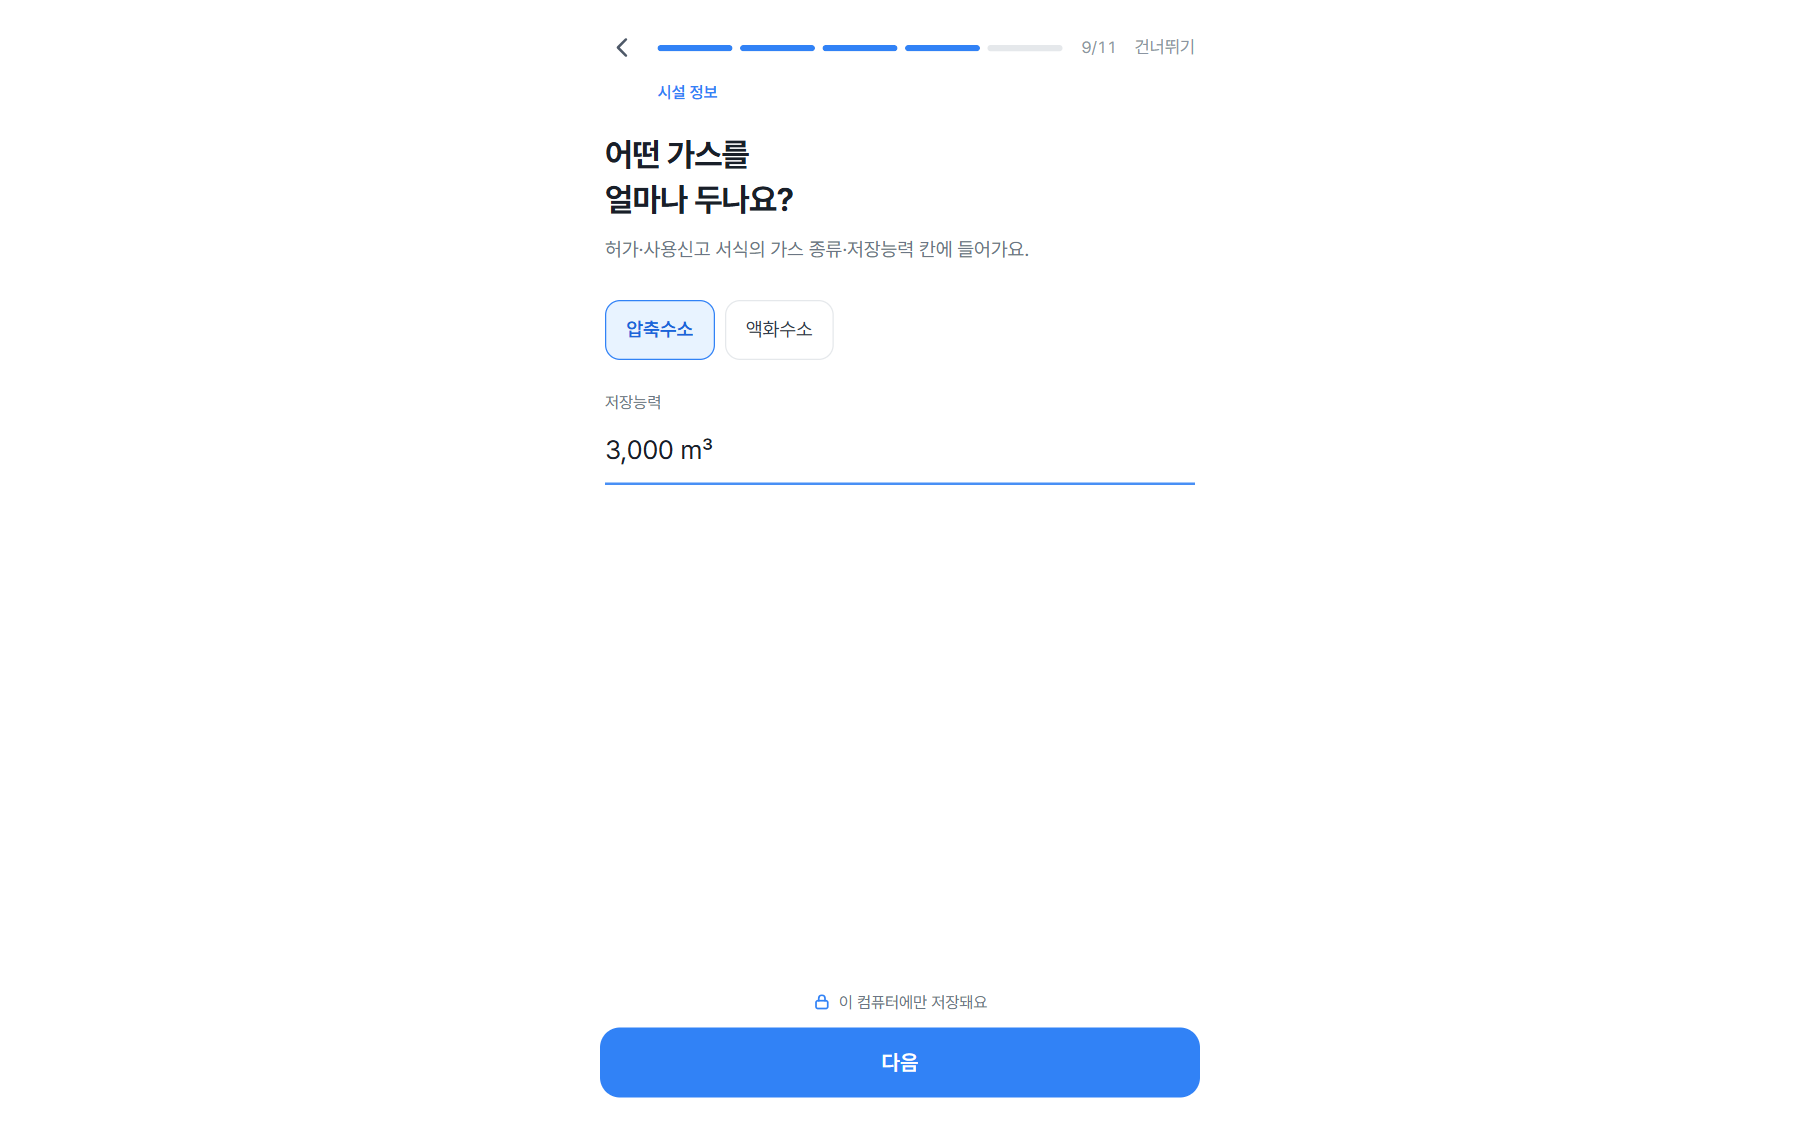 9/11 건너뛰기
시설 정보
어떤 가스를
얼마나 두나요?
허가·사용신고 서식의 가스 종류·저장능력 칸에 들어가요.
압축수소 액화수소
저장능력
3,000 m³
이 컴퓨터에만 저장돼요
다음